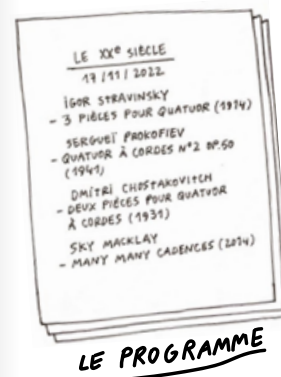 LE XXe SIÈCLE
17/11/2022
IGOR STRAVINSKY
- 3 PIÈCES POUR QUATUOR (1914)
SERGUEÏ PROKOFIEV
- QUATUOR À CORDES N°2 OP.50
(1941)
DMITRI CHOSTAKOVITCH
- DEUX PIÈCES POUR QUATUOR
À CORDES (1931)
SKY MACKLAY
- MANY MANY CADENCES (2014)
LE PROGRAMME